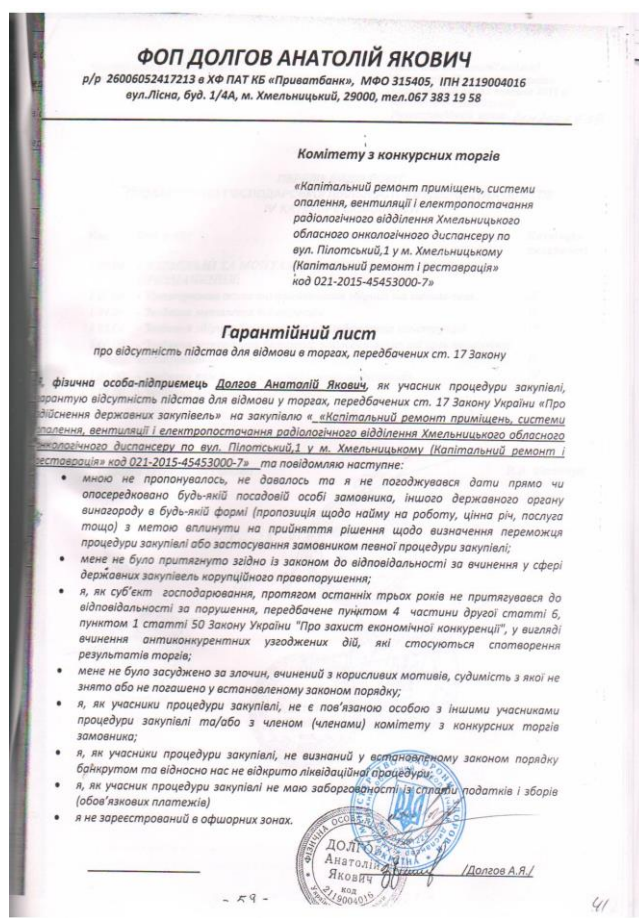 ФОП ДОЛГОВ АНАТОЛІЙ ЯКОВИЧ
р/р 26006052417213 в ХФ ПАТ КБ «Приватбанк», МФО 315405, ІПН 2119004016
вул.Лісна, буд. 1/4А, м. Хмельницький, 29000, тел.067 383 19 58
Комітету з конкурсних торгів
«Капітальний ремонт приміщень, системи
опалення, вентиляції і електропостачання
радіологічного відділення Хмельницького
обласного онкологічного диспансеру по
вул. Пілотський,1 у м. Хмельницькому
(Капітальний ремонт і реставрація»
код 021-2015-45453000-7»
Гарантійний лист
про відсутність підстав для відмови в торгах, передбачених ст. 17 Закону
фізична особа-підприємець Долгов Анатолій Якович, як учасник процедури закупівлі,
гарантую відсутність підстав для відмови у торгах, передбачених ст. 17 Закону України «Про
здійснення державних закупівель» на закупівлю « «Капітальний ремонт приміщень, системи
опалення, вентиляції і електропостачання радіологічного відділення Хмельницького обласного
онкологічного диспансеру по вул. Пілотський,1 у м. Хмельницькому (Капітальний ремонт і
реставрація» код 021-2015-45453000-7» та повідомляю наступне:
• мною не пропонувалось, не давалось та я не погоджувався дати прямо чи
опосередковано будь-якій посадовій особі замовника, іншого державного органу
винагороду в будь-якій формі (пропозиція щодо найму на роботу, цінна річ, послуга
тощо) з метою вплинути на прийняття рішення щодо визначення переможця
процедури закупівлі або застосування замовником певної процедури закупівлі;
• мене не було притягнуто згідно із законом до відповідальності за вчинення у сфері
державних закупівель корупційного правопорушення;
• я, як суб'єкт господарювання, протягом останніх трьох років не притягувався до
відповідальності за порушення, передбачене пунктом 4 частини другої статті 6,
пунктом 1 статті 50 Закону України "Про захист економічної конкуренції", у вигляді
вчинення антиконкурентних узгоджених дій, які стосуються спотворення
результатів торгів;
• мене не було засуджено за злочин, вчинений з корисливих мотивів, судимість з якої не
знято або не погашено у встановленому законом порядку;
• я, як учасники процедури закупівлі, не є пов'язаною особою з іншими учасниками
процедури закупівлі та/або з членом (членами) комітету з конкурсних торгів
замовника;
• я, як учасники процедури закупівлі, не визнаний у встановленому законом порядку
банкрутом та відносно нас не відкрито ліквідаційної процедури;
• я, як учасник процедури закупівлі не маю заборгованості із сплати податків і зборів
(обов'язкових платежів)
• я не зареєстрований в офшорних зонах.
ДОЛГОВ
Анатолій
Якович
код
2119004016
/Долгов А.Я./
- 59 -
41